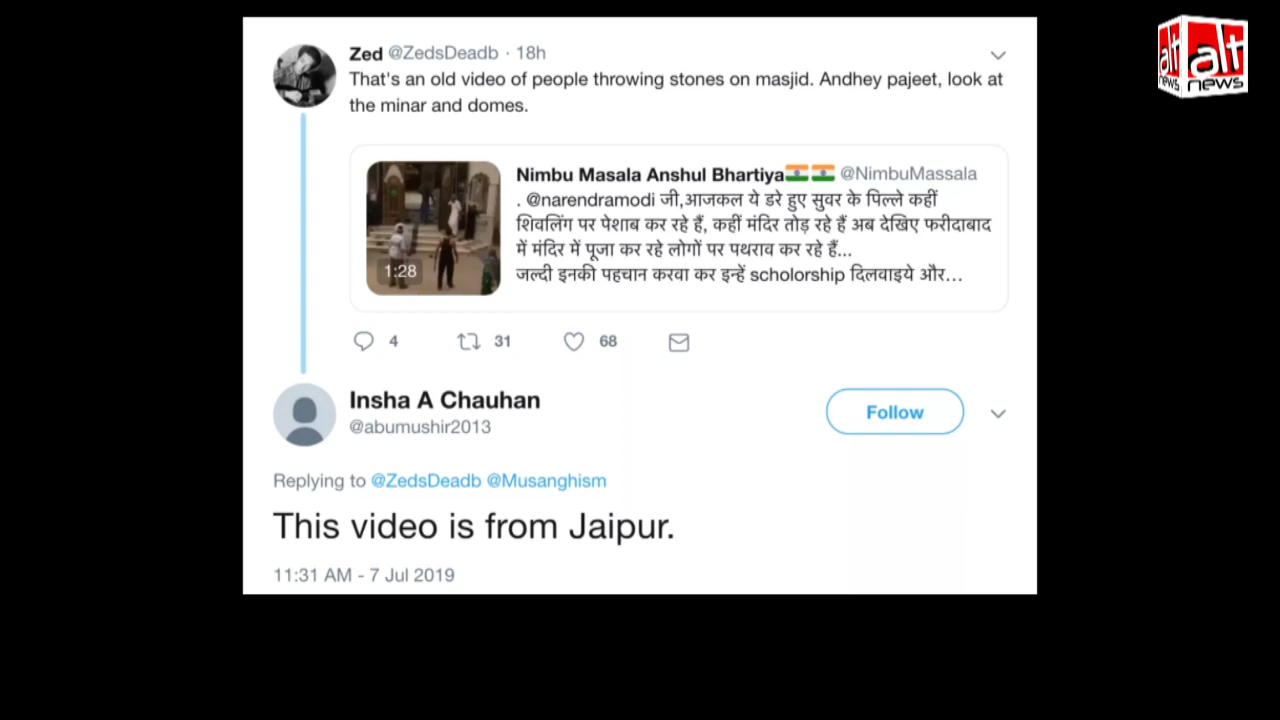 Zed @ZedsDeadb · 18h
That's an old video of people throwing stones on masjid. Andhey pajeet, look at
the minar and domes.
Nimbu Masala Anshul Bhartiya🇮🇳🇮🇳 @NimbuMassala
. @narendramodi जी,आजकल ये डरे हुए सुवर के पिल्ले कहीं
शिवलिंग पर पेशाब कर रहे हैं, कहीं मंदिर तोड़ रहे हैं अब देखिए फरीदाबाद
में मंदिर में पूजा कर रहे लोगों पर पथराव कर रहे हैं...
जल्दी इनकी पहचान करवा कर इन्हें scholorship दिलवाइये और...
1:28
4 31 68
Insha A Chauhan
@abumushir2013
Follow
Replying to @ZedsDeadb @Musanghism
This video is from Jaipur.
11:31 AM - 7 Jul 2019
alt alt
news news